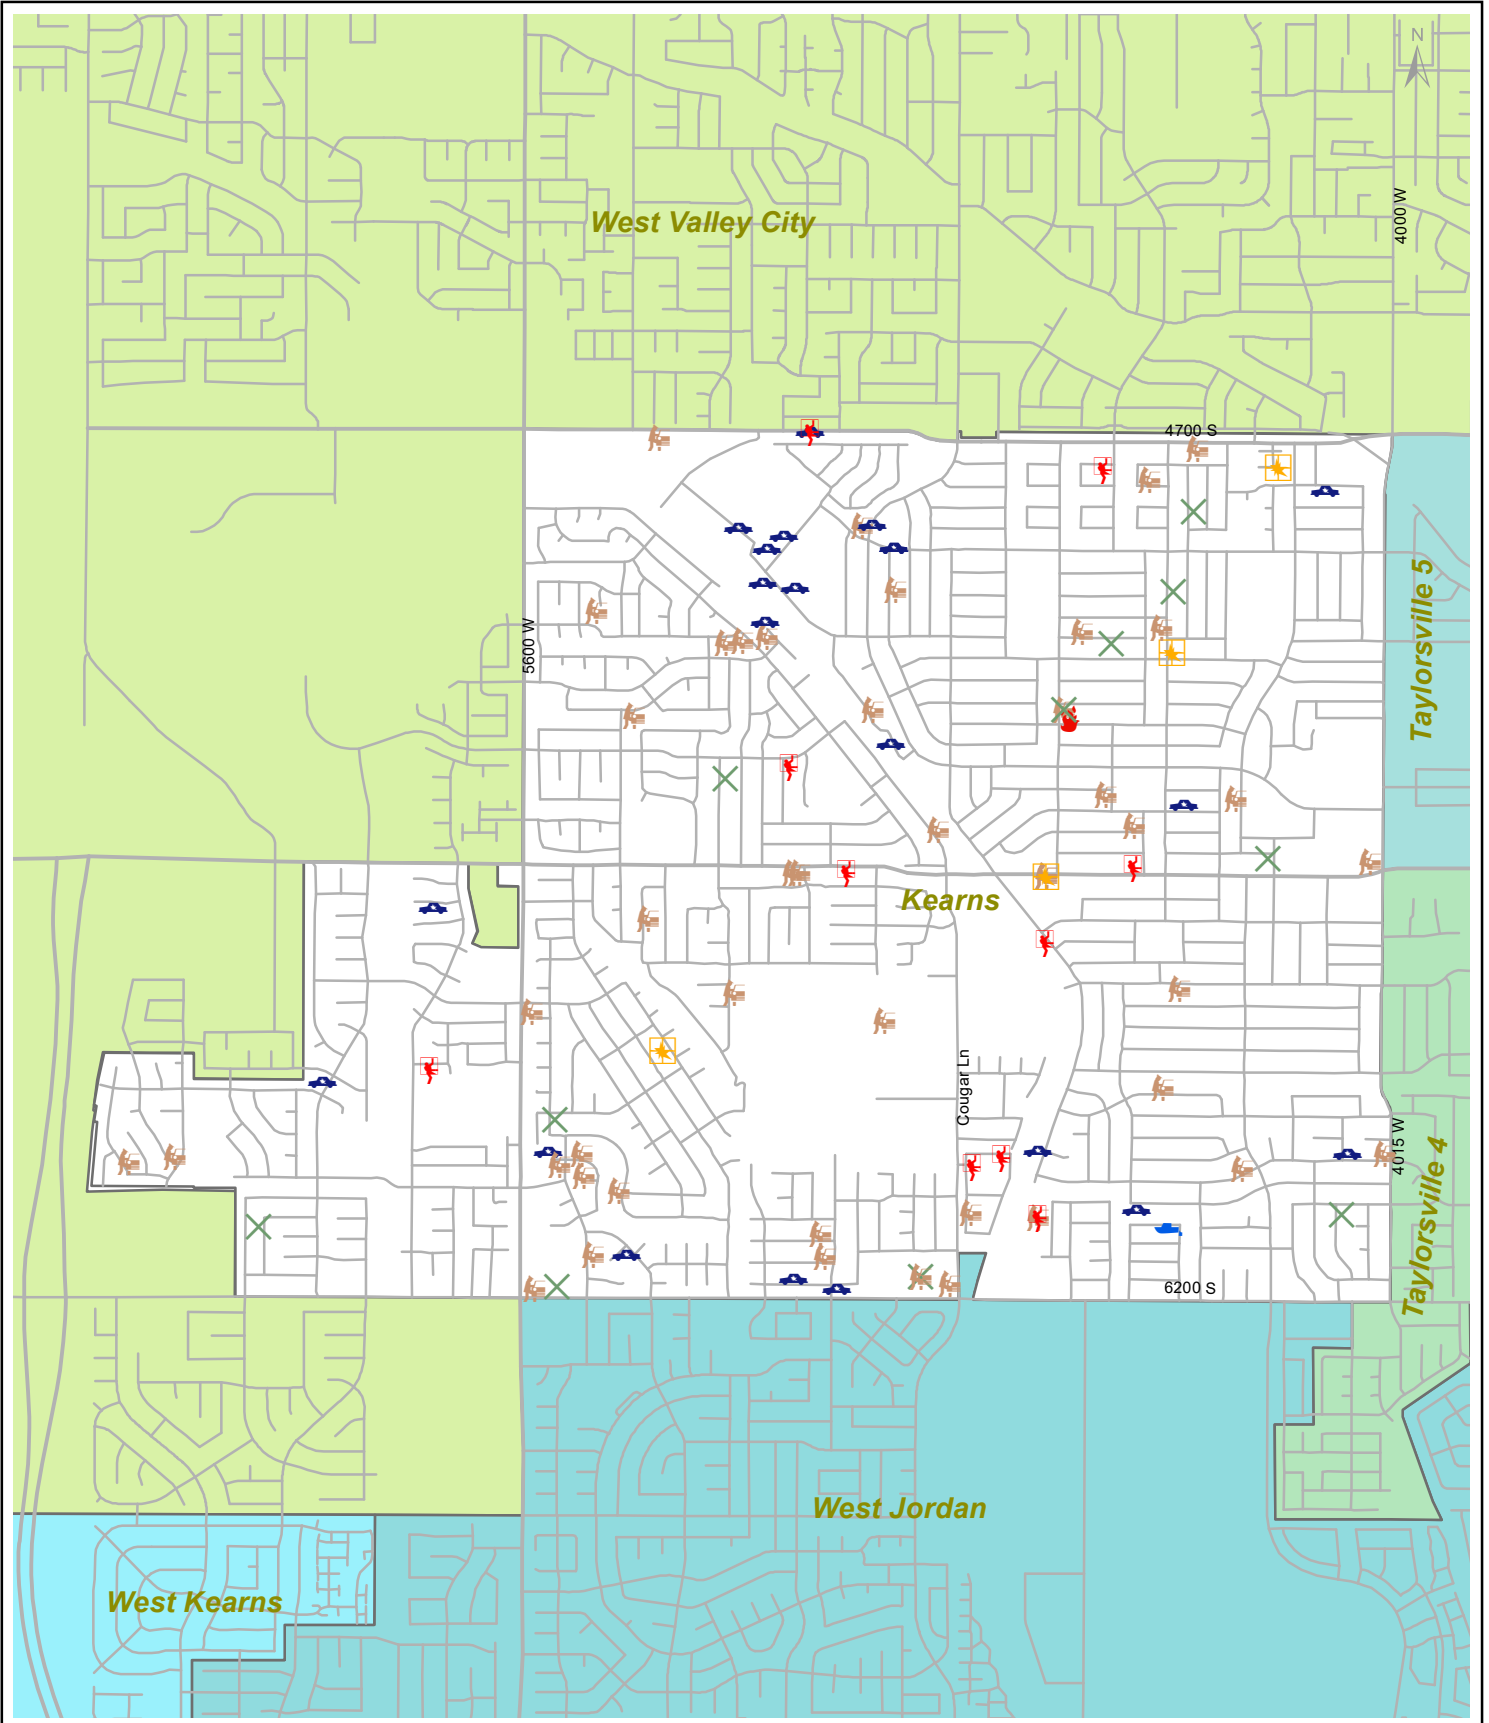 N
4000 W
West Valley City
4700 S
Taylorsville 5
5600 W
Kearns
Cougar Ln
4015 W
Taylorsville 4
6200 S
West Jordan
West Kearns